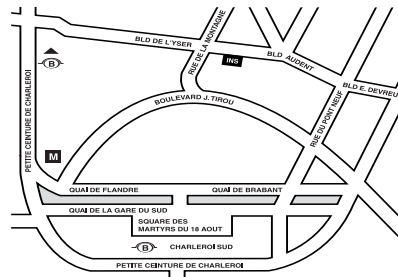 BLD DE L'YSER
RUE DE LA MONTAGNE
INS
BLD AUDENT
BLD E. DEVREU
B
PETITE CEINTURE DE CHARLEROI
BOULEVARD J. TIROU
RUE DU PONT NEUF
M
QUAI DE FLANDRE
QUAI DE BRABANT
QUAI DE LA GARE DU SUD
SQUARE DES
MARTYRS DU 18 AOUT
B
CHARLEROI SUD
PETITE CEINTURE DE CHARLEROI